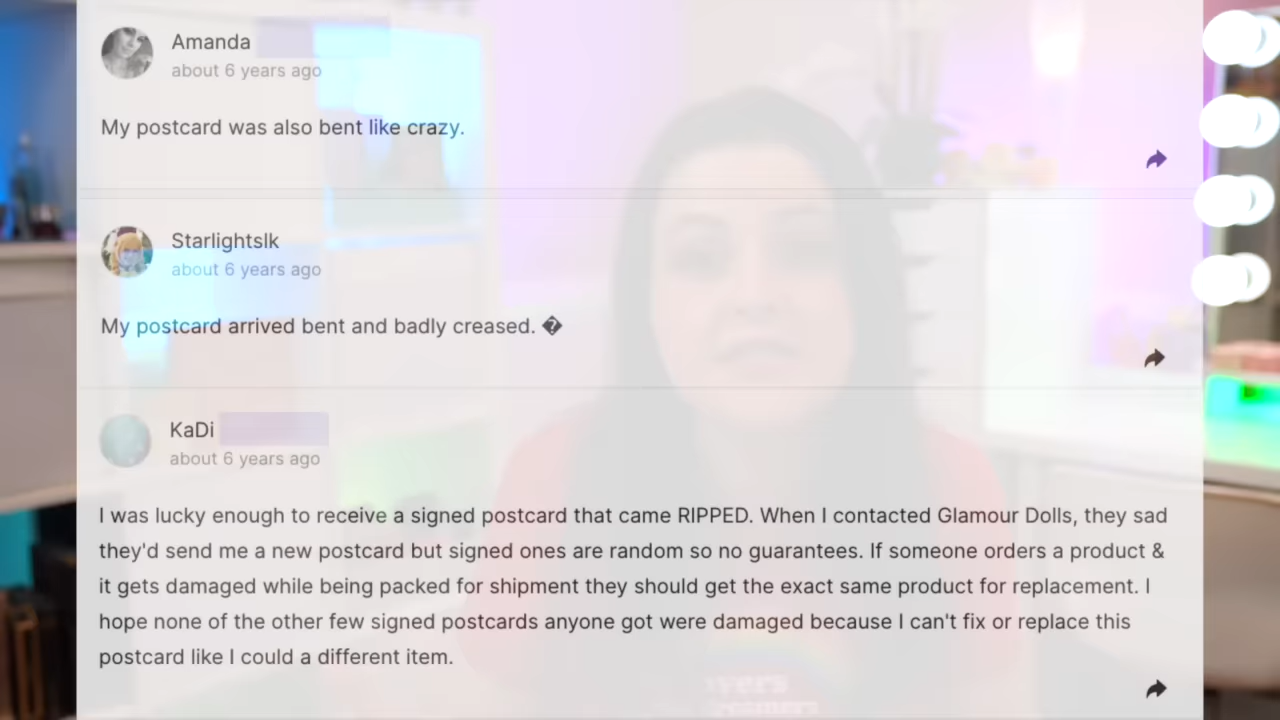 Amanda
about 6 years ago
My postcard was also bent like crazy.
Starlightslk
about 6 years ago
My postcard arrived bent and badly creased. �
KaDi
about 6 years ago
I was lucky enough to receive a signed postcard that came RIPPED. When I contacted Glamour Dolls, they sad
they'd send me a new postcard but signed ones are random so no guarantees. If someone orders a product &
it gets damaged while being packed for shipment they should get the exact same product for replacement. I
hope none of the other few signed postcards anyone got were damaged because I can't fix or replace this
postcard like I could a different item.